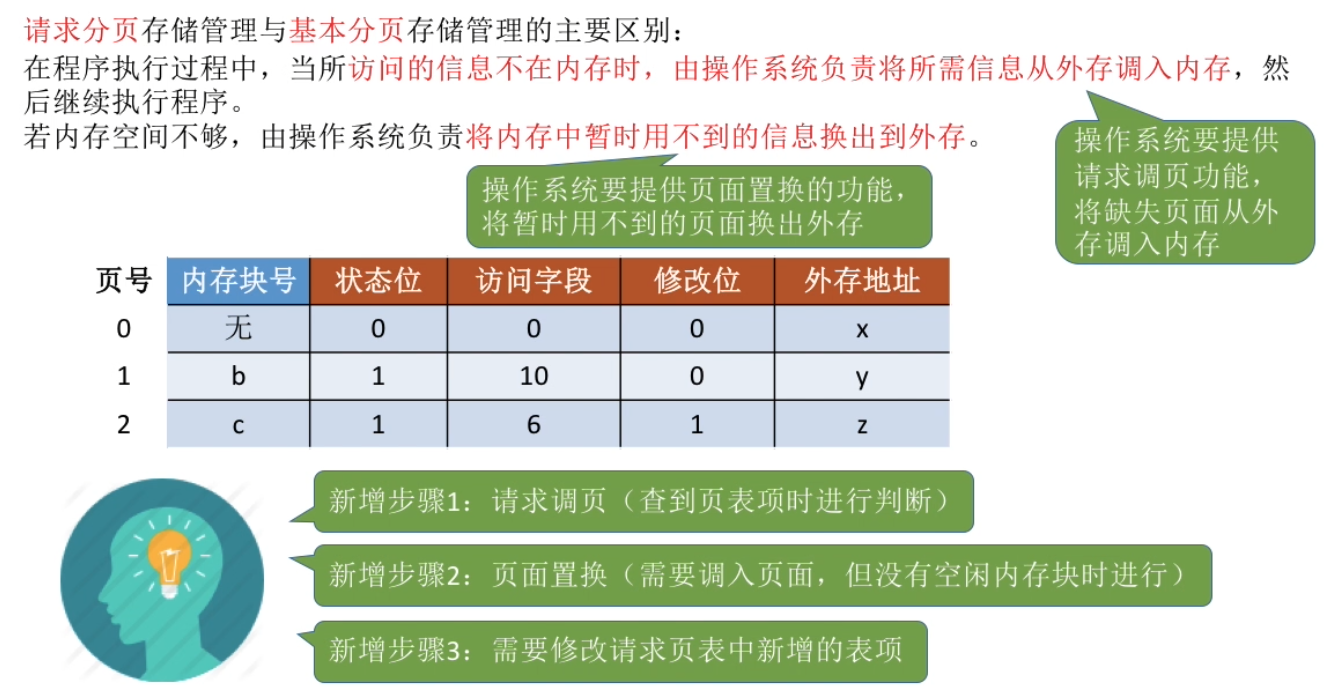 请求分页存储管理与基本分页存储管理的主要区别：
在程序执行过程中，当所访问的信息不在内存时，由操作系统负责将所需信息从外存调入内存，然
后继续执行程序。
若内存空间不够，由操作系统负责将内存中暂时用不到的信息换出到外存。
操作系统要提供
请求调页功能，
将缺失页面从外
存调入内存
操作系统要提供页面置换的功能，
将暂时用不到的页面换出外存
页号 内存块号 状态位 访问字段 修改位 外存地址
0 无 0 0 0 x
1 b 1 10 0 y
2 c 1 6 1 z
新增步骤1：请求调页（查到页表项时进行判断）
新增步骤2：页面置换（需要调入页面，但没有空闲内存块时进行）
新增步骤3：需要修改请求页表中新增的表项